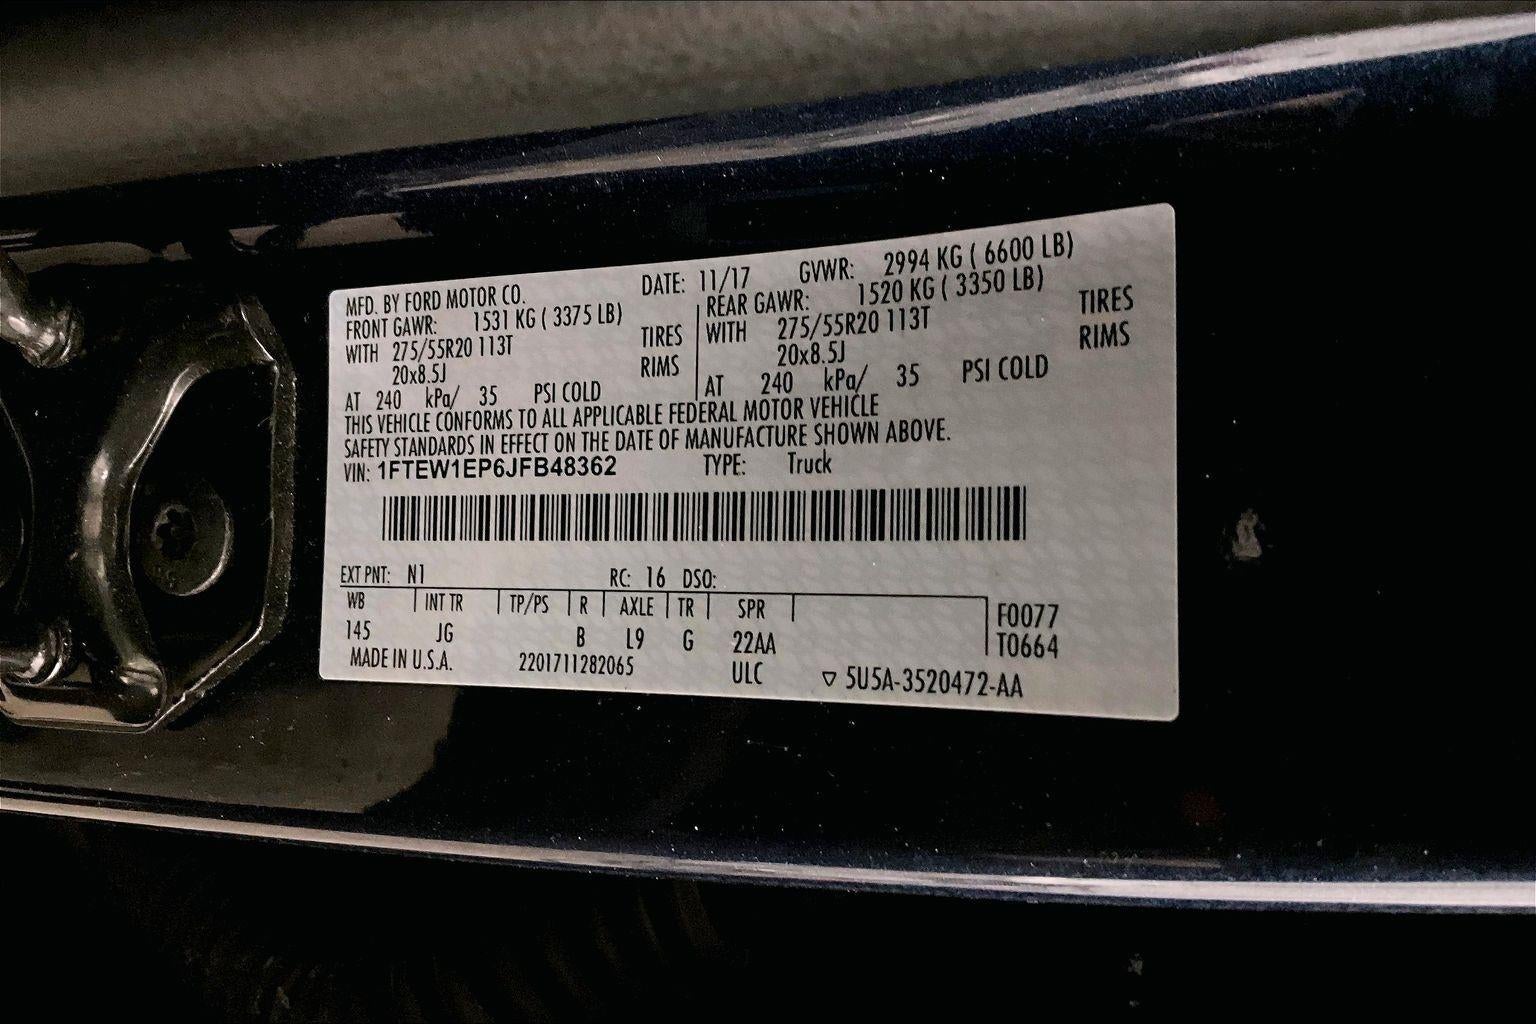 MFD. BY FORD MOTOR CO. DATE: 11/17 GVWR: 2994 KG ( 6600 LB)
FRONT GAWR: 1531 KG ( 3375 LB) REAR GAWR: 1520 KG ( 3350 LB)
WITH 275/55R20 113T TIRES WITH 275/55R20 113T TIRES
20x8.5J RIMS 20x8.5J RIMS
AT 240 kPa/ 35 PSI COLD AT 240 kPa/ 35 PSI COLD
THIS VEHICLE CONFORMS TO ALL APPLICABLE FEDERAL MOTOR VEHICLE
SAFETY STANDARDS IN EFFECT ON THE DATE OF MANUFACTURE SHOWN ABOVE.
VIN: 1FTEW1EP6JFB48362 TYPE: Truck
EXT PNT: N1 RC: 16 DSO:
WB INT TR TP/PS R AXLE TR SPR F0077
145 JG B L9 G 22AA T0664
MADE IN U.S.A. 2201711282065 ULC ▽ 5U5A-3520472-AA